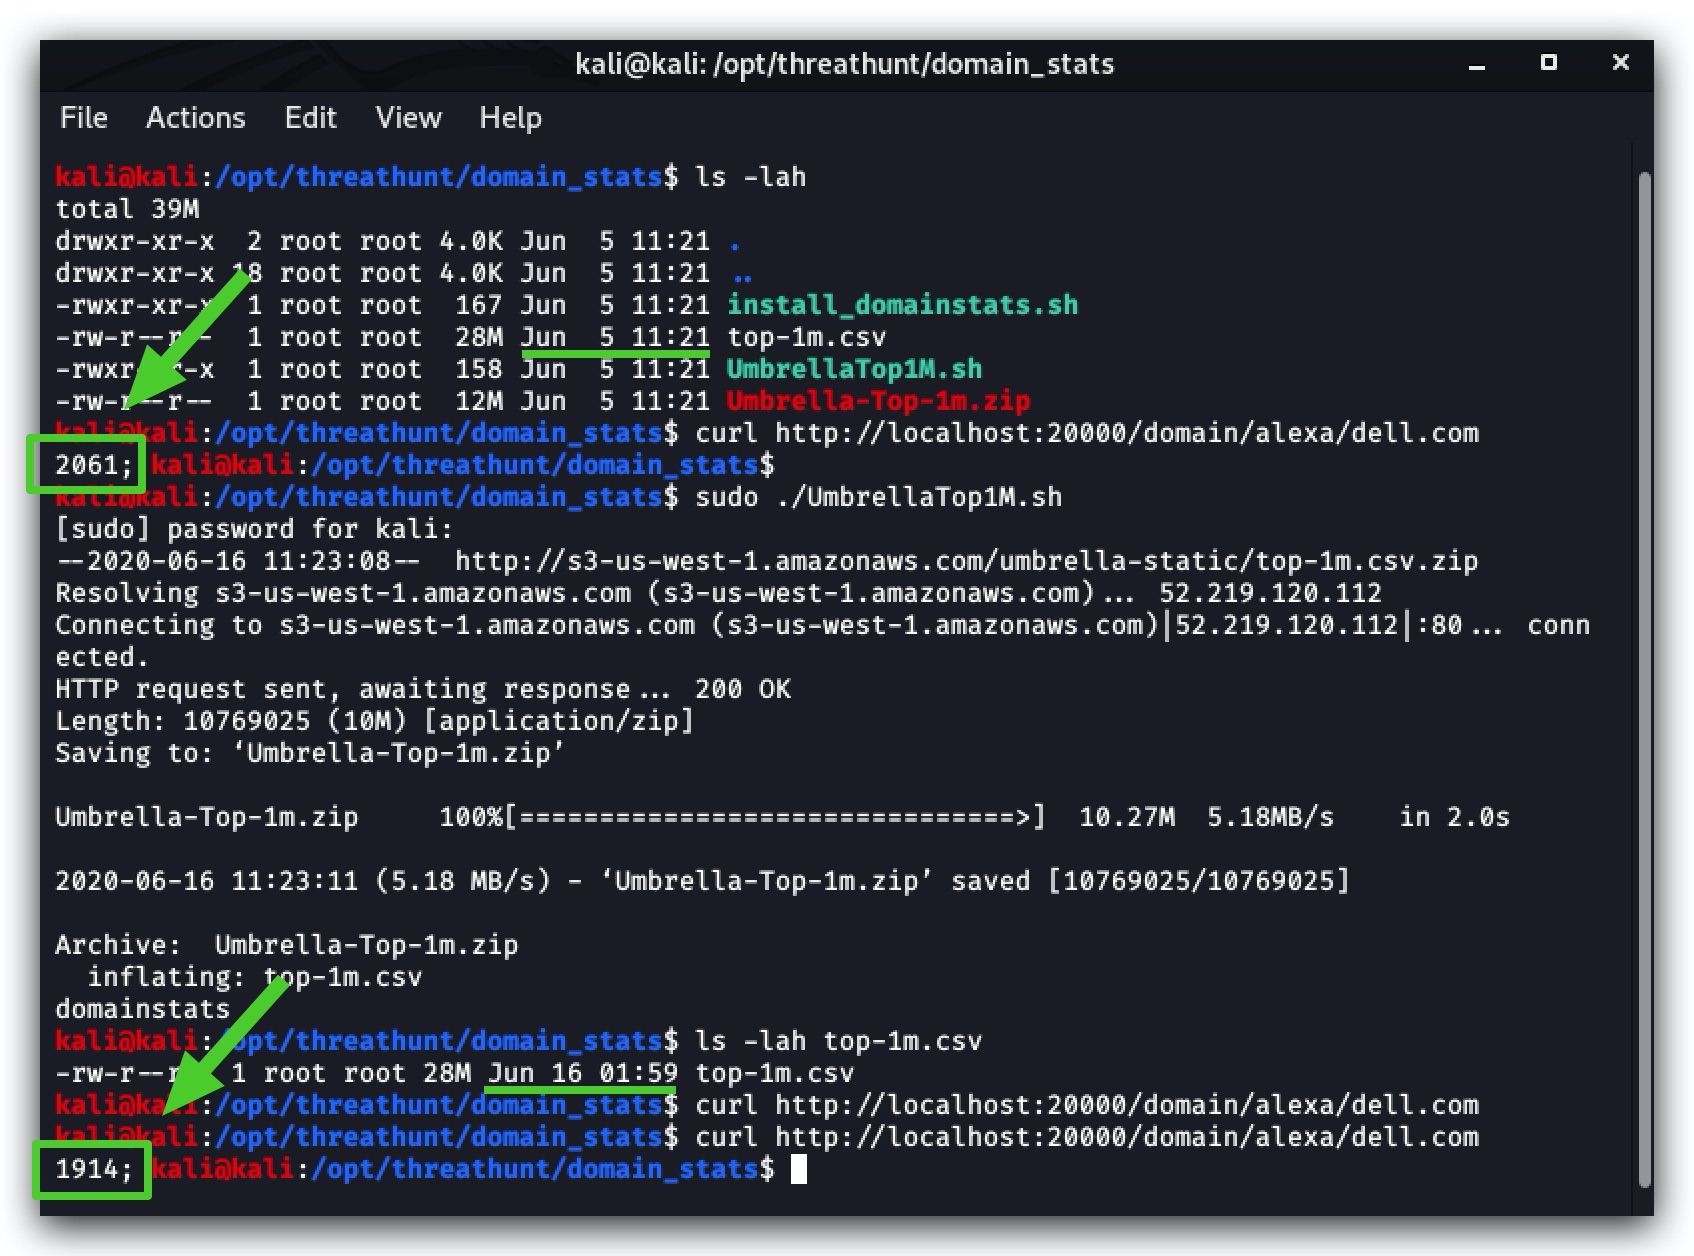 kali@kali: /opt/threathunt/domain_stats
File Actions Edit View Help
kali@kali:/opt/threathunt/domain_stats$ ls -lah
total 39M
drwxr-xr-x  2 root root 4.0K Jun  5 11:21 .
drwxr-xr-x 18 root root 4.0K Jun  5 11:21 ..
-rwxr-xr-x  1 root root  167 Jun  5 11:21 install_domainstats.sh
-rw-r--r--  1 root root  28M Jun  5 11:21 top-1m.csv
-rwxr-xr-x  1 root root  158 Jun  5 11:21 UmbrellaTop1M.sh
-rw-r--r--  1 root root  12M Jun  5 11:21 Umbrella-Top-1m.zip
kali@kali:/opt/threathunt/domain_stats$ curl http://localhost:20000/domain/alexa/dell.com
2061; kali@kali:/opt/threathunt/domain_stats$
kali@kali:/opt/threathunt/domain_stats$ sudo ./UmbrellaTop1M.sh
[sudo] password for kali:
--2020-06-16 11:23:08--  http://s3-us-west-1.amazonaws.com/umbrella-static/top-1m.csv.zip
Resolving s3-us-west-1.amazonaws.com (s3-us-west-1.amazonaws.com)... 52.219.120.112
Connecting to s3-us-west-1.amazonaws.com (s3-us-west-1.amazonaws.com)|52.219.120.112|:80... conn
ected.
HTTP request sent, awaiting response... 200 OK
Length: 10769025 (10M) [application/zip]
Saving to: ‘Umbrella-Top-1m.zip’
Umbrella-Top-1m.zip     100%[===============================>]  10.27M  5.18MB/s    in 2.0s
2020-06-16 11:23:11 (5.18 MB/s) - ‘Umbrella-Top-1m.zip’ saved [10769025/10769025]
Archive:  Umbrella-Top-1m.zip
  inflating: top-1m.csv
domainstats
kali@kali:/opt/threathunt/domain_stats$ ls -lah top-1m.csv
-rw-r--r-- 1 root root 28M Jun 16 01:59 top-1m.csv
kali@kali:/opt/threathunt/domain_stats$ curl http://localhost:20000/domain/alexa/dell.com
kali@kali:/opt/threathunt/domain_stats$ curl http://localhost:20000/domain/alexa/dell.com
1914; kali@kali:/opt/threathunt/domain_stats$